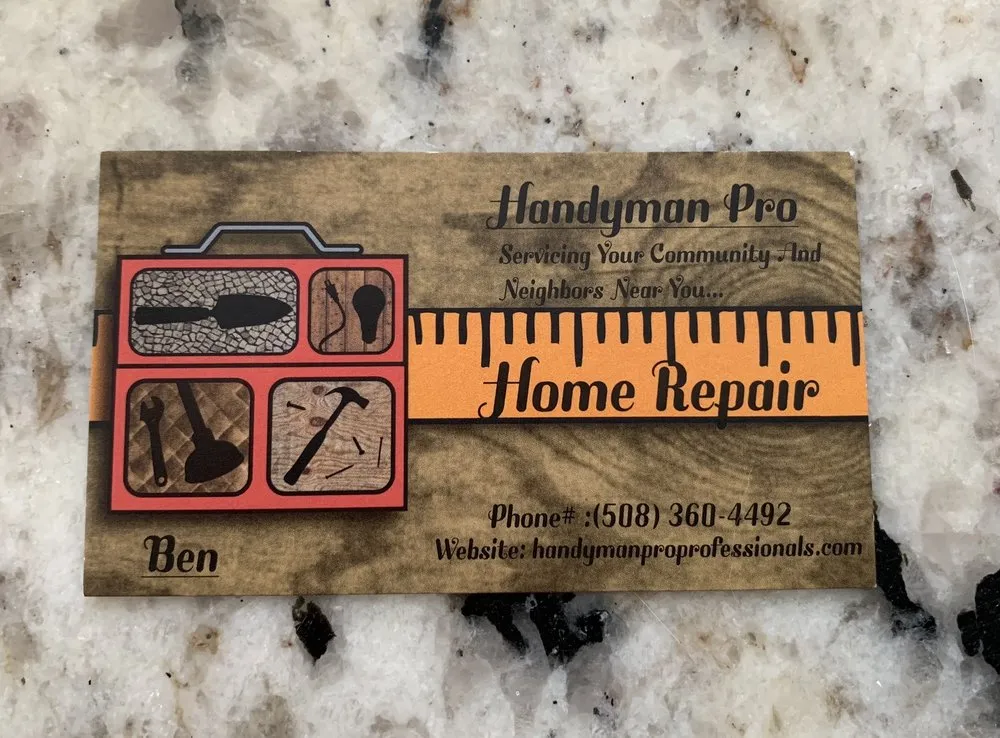 Handyman Pro
Servicing Your Community And
Neighbors Near You...
Home Repair
Phone# :(508) 360-4492
Website: handymanproprofessionals.com
Ben